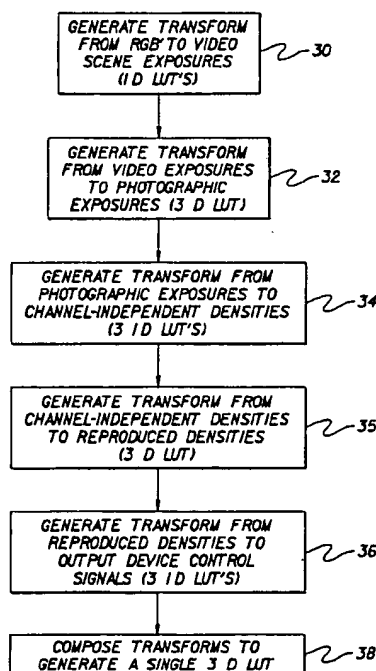 GENERATE TRANSFORM
FROM RGB' TO VIDEO
SCENE EXPOSURES
(1 D LUT'S)
30
GENERATE TRANSFORM
FROM VIDEO EXPOSURES
TO PHOTOGRAPHIC
EXPOSURES (3 D LUT)
32
GENERATE TRANSFORM FROM
PHOTOGRAPHIC EXPOSURES TO
CHANNEL-INDEPENDENT DENSITIES
(3 1D LUT'S)
34
GENERATE TRANSFORM FROM
CHANNEL-INDEPENDENT DENSITIES
TO REPRODUCED DENSITIES
(3 D LUT)
35
GENERATE TRANSFORM FROM
REPRODUCED DENSITIES TO
OUTPUT DEVICE CONTROL
SIGNALS (3 1D LUT'S)
36
COMPOSE TRANSFORMS TO
GENERATE A SINGLE 3 D LUT
38